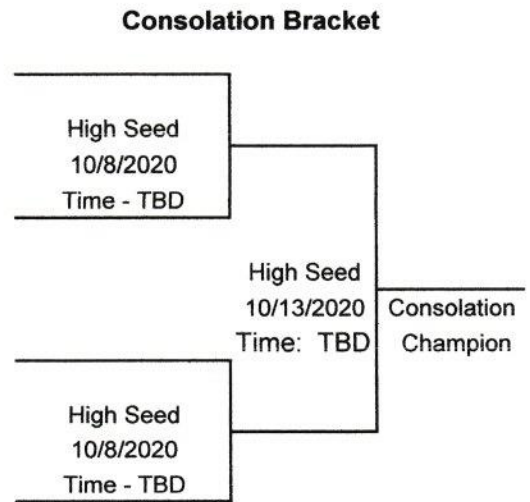 Consolation Bracket
High Seed
10/8/2020
Time - TBD
High Seed
10/13/2020
Time: TBD
Consolation
Champion
High Seed
10/8/2020
Time - TBD